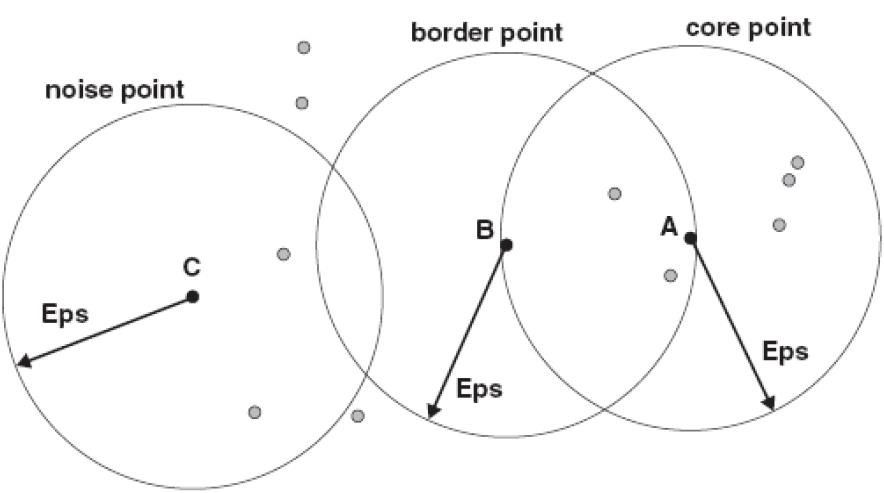 border point
core point
noise point
B
A
C
Eps
Eps
Eps